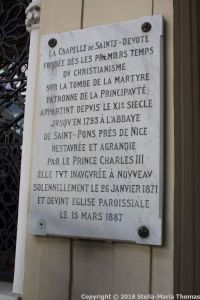 LA CHAPELLE DE SAINTE-DEVOTE
FONDÉE DÈS LES PREMIERS TEMPS
DU CHRISTIANISME
SUR LA TOMBE DE LA MARTYRE
PATRONNE DE LA PRINCIPAUTÉ,
APPARTINT DEPUIS LE XIE SIÈCLE
JUSQU'EN 1793 À L'ABBAYE
DE SAINT-PONS PRÈS DE NICE
RESTAURÉE ET AGRANDIE
PAR LE PRINCE CHARLES III
ELLE FUT INAUGURÉE À NOUVEAU
SOLENNELLEMENT LE 26 JANVIER 1871
ET DEVINT EGLISE PAROISSIALE
LE 15 MARS 1887
Copyright © 2018 Stella-Maria Thomas